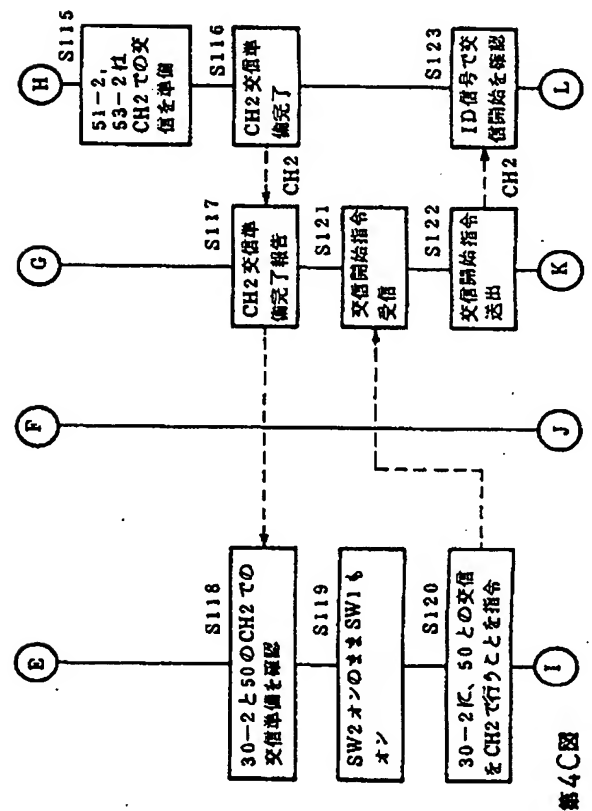 E
F
G
H
S115
51-2,
53-2は
CH2での交
信を準備
S116
CH2交信準
備完了
CH2
S117
CH2交信準
備完了報告
S118
30-2と50のCH2での
交信準備を確認
S119
SW2オンのままSW1も
オン
S120
30-2に、50との交信
をCH2で行うことを指令
S121
交信開始指令
受信
S122
交信開始指令
送出
CH2
S123
ID信号で交
信開始を確認
I
J
K
L
第4C図